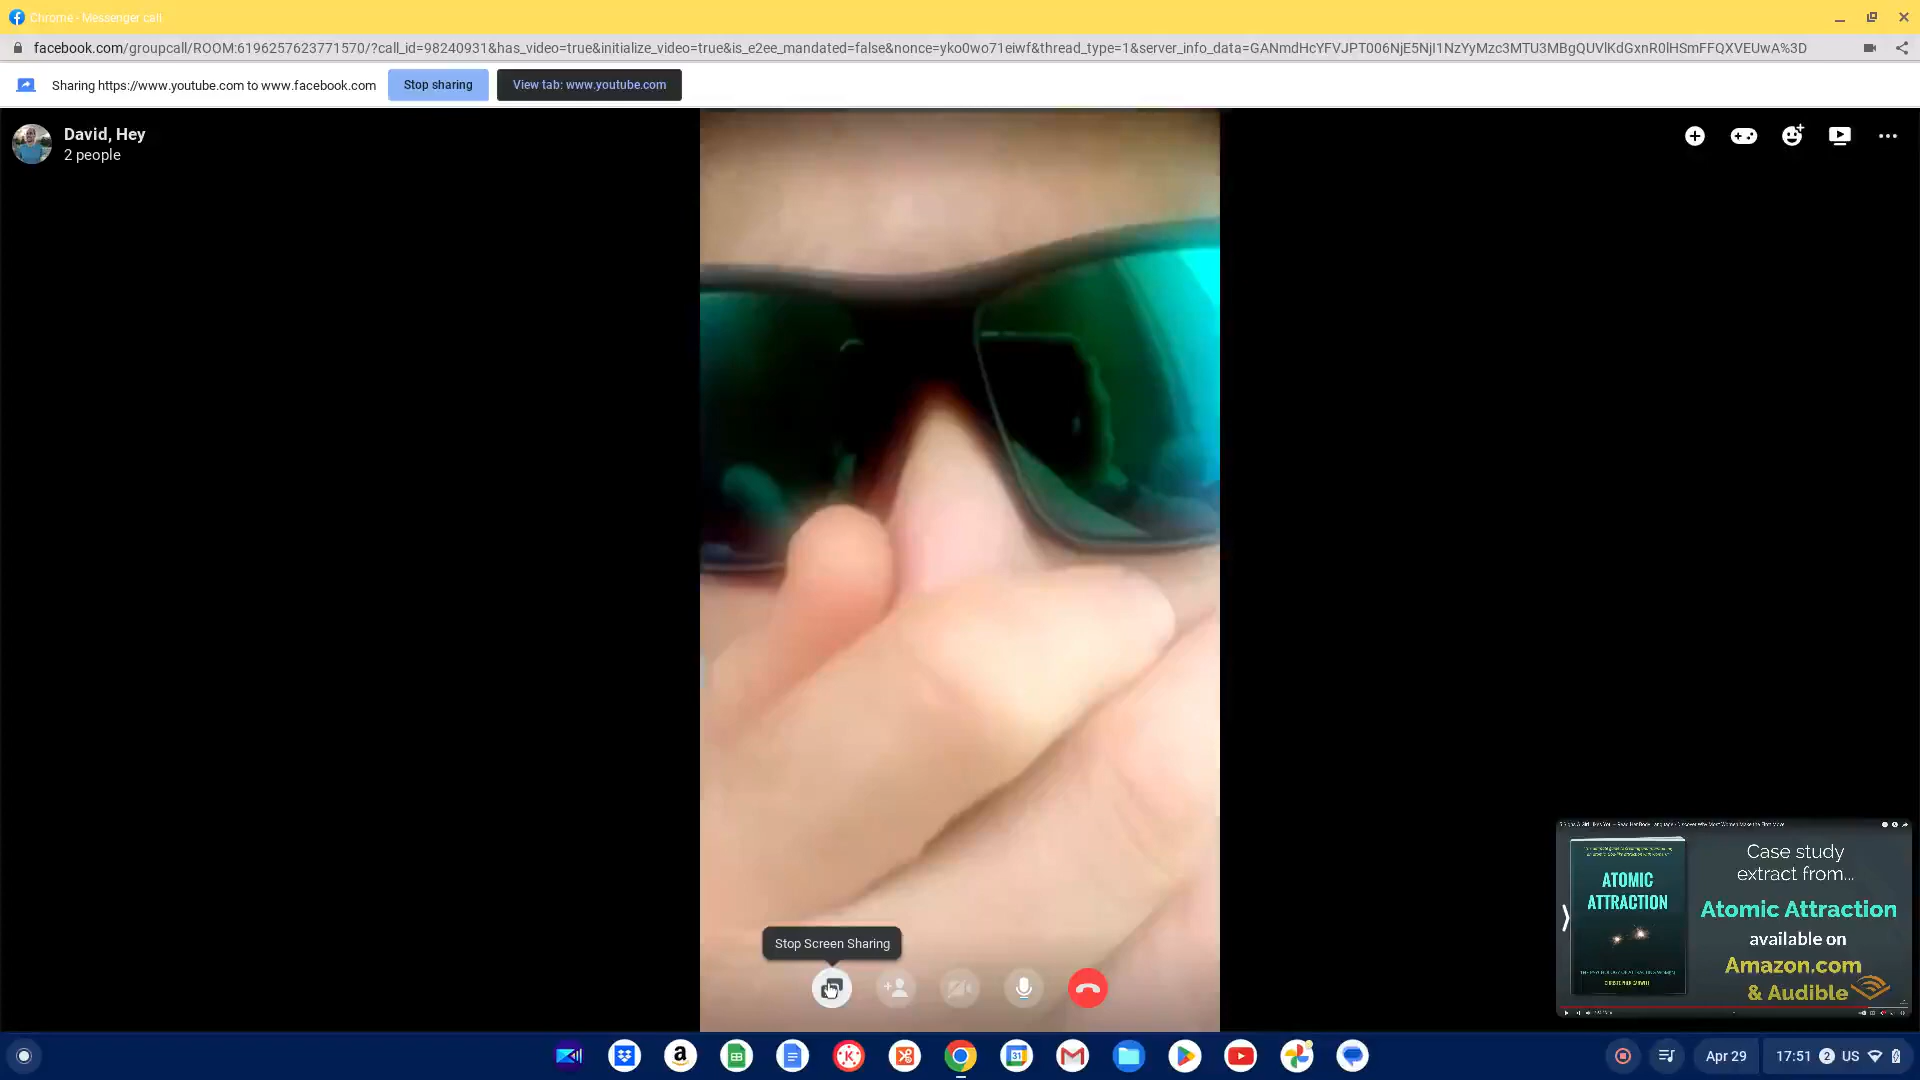 Chrome - Messenger call
facebook.com/groupcall/ROOM:6196257623771570/?call_id=98240931&has_video=true&initialize_video=true&is_e2ee_mandated=false&nonce=yko0wo71eiwf&thread_type=1&server_info_data=GANmdHcYFVJPT006NjE5NjI1NzYyMzc3MTU3MBgQUVlKdGxnR0lHSmFFQXVEUwA%3D
Sharing https://www.youtube.com to www.facebook.com
Stop sharing
View tab: www.youtube.com
David, Hey
2 people
ATOMIC
ATTRACTION
Case study
extract from...
Atomic Attraction
available on
Amazon.com
& Audible
Stop Screen Sharing
31
Apr 29
17:51
2
US